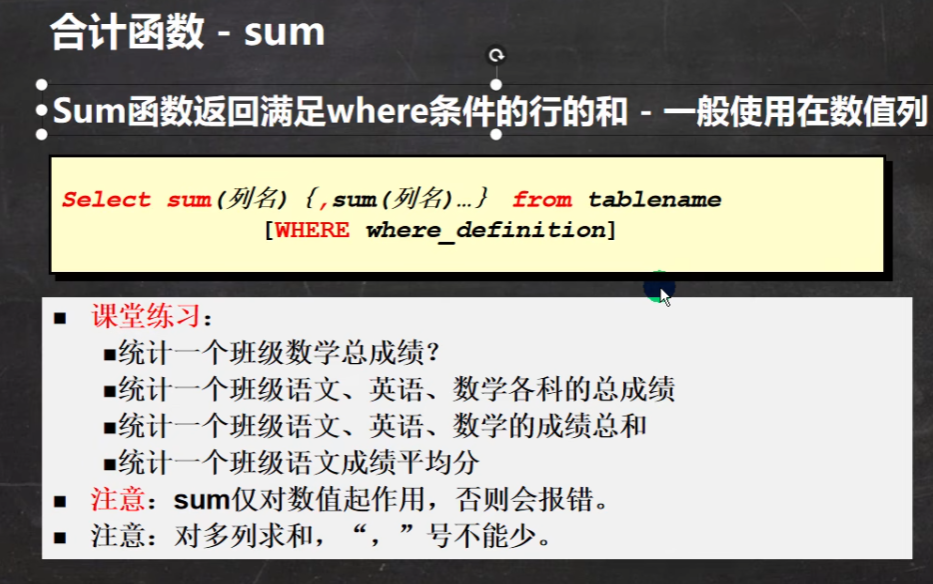 合计函数 - sum
•Sum函数返回满足where条件的行的和 - 一般使用在数值列
Select sum(列名)｛,sum(列名)…｝ from tablename
[WHERE where_definition]
■ 课堂练习：
■统计一个班级数学总成绩？
■统计一个班级语文、英语、数学各科的总成绩
■统计一个班级语文、英语、数学的成绩总和
■统计一个班级语文成绩平均分
■ 注意：sum仅对数值起作用，否则会报错。
■ 注意：对多列求和，“，”号不能少。